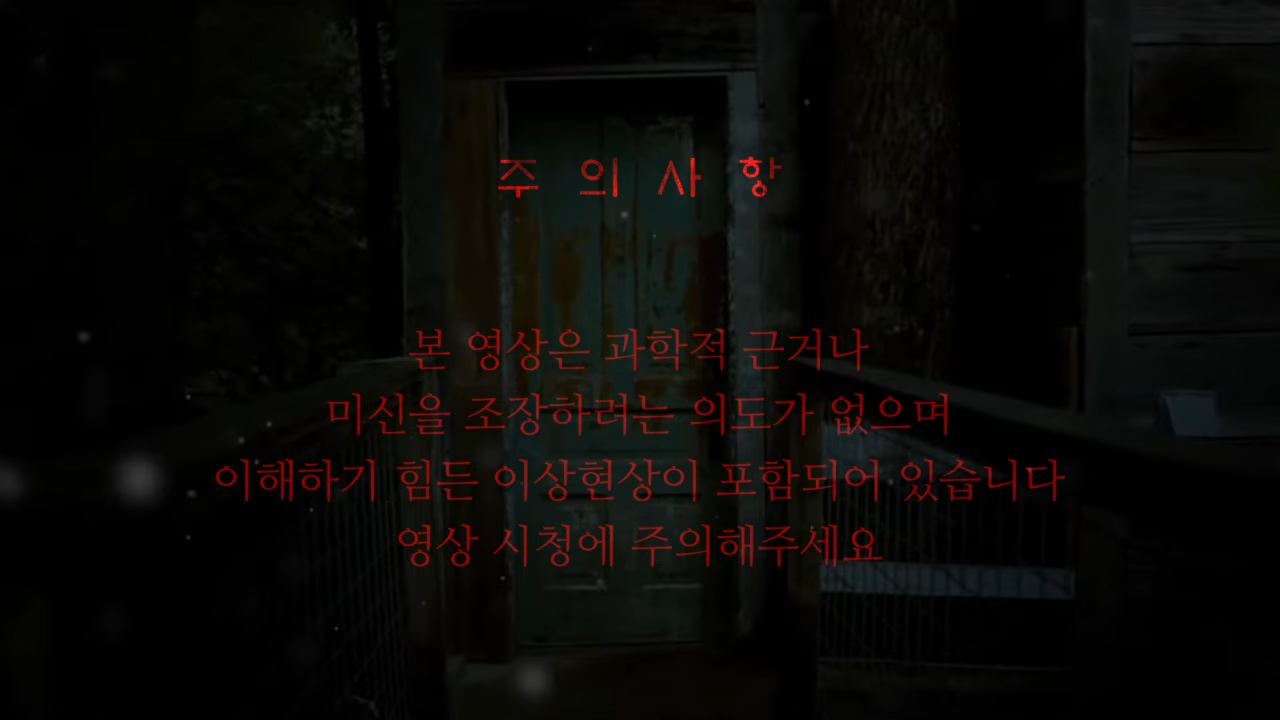 주 의 사 항
본 영상은 과학적 근거나
미신을 조장하려는 의도가 없으며
이해하기 힘든 이상현상이 포함되어 있습니다
영상 시청에 주의해주세요